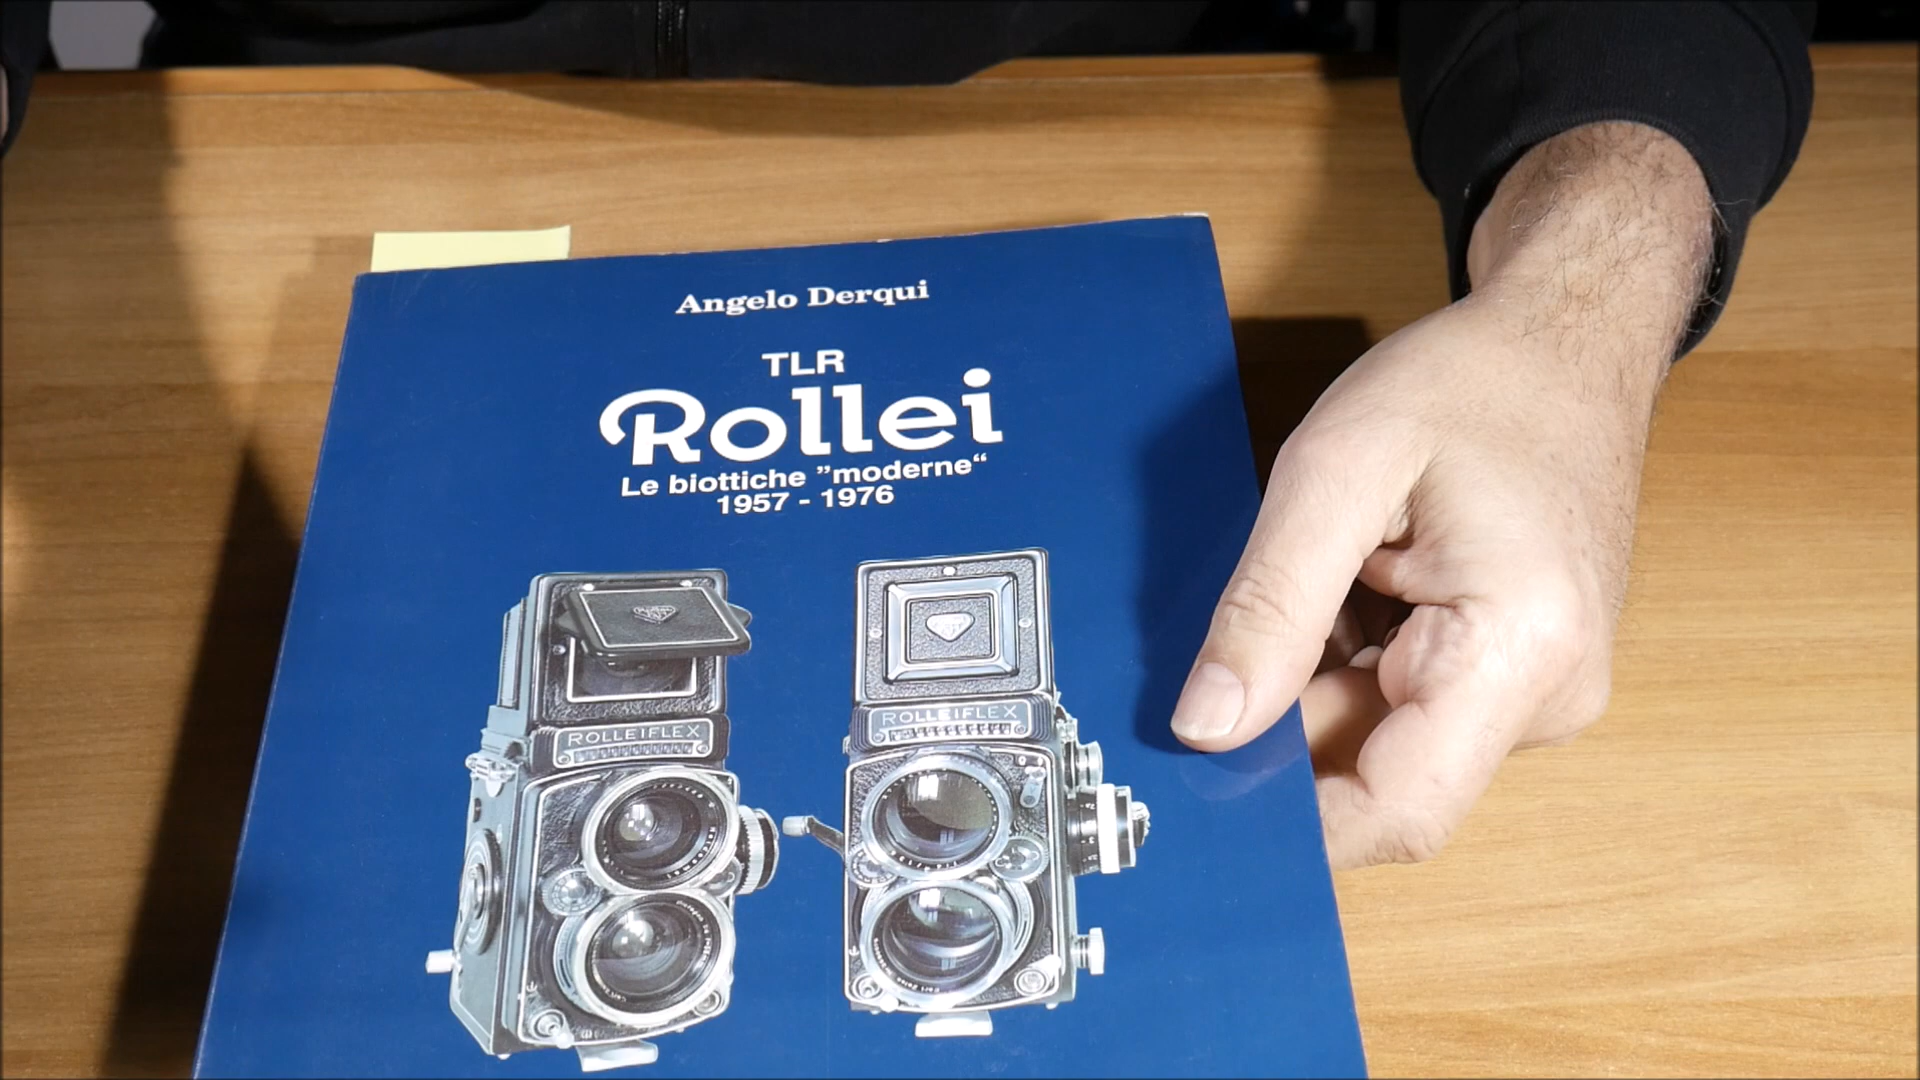 Angelo Derqui
TLR
Rollei
Le biottiche ”moderne“
1957 - 1976
ROLLEIFLEX
ROLLEIFLEX